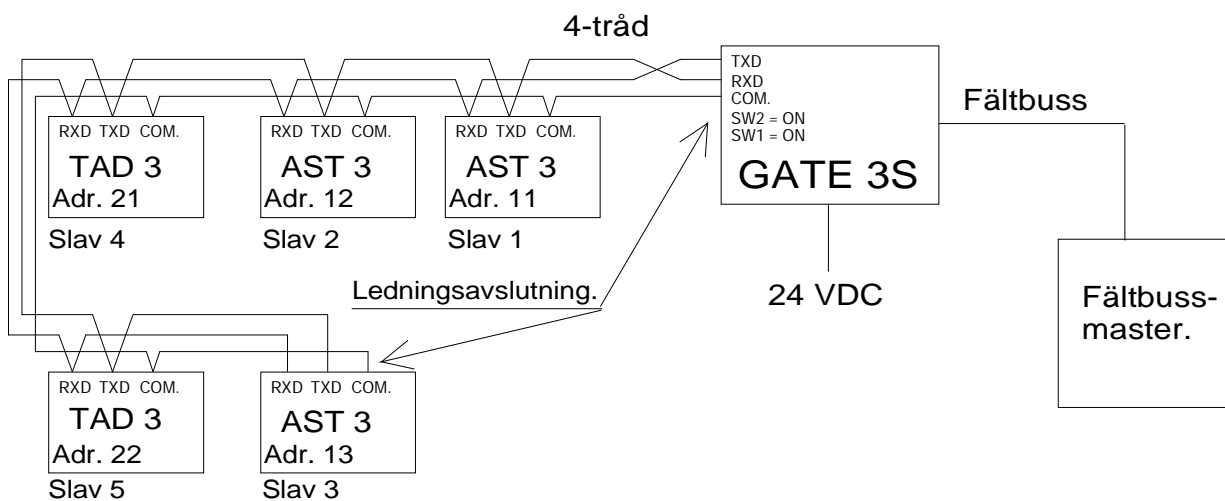 4-tråd
TXD
RXD
COM.
SW2 = ON
SW1 = ON
GATE 3S
Fältbuss
RXD TXD COM.
TAD 3
Adr. 21
Slav 4
RXD TXD COM.
AST 3
Adr. 12
Slav 2
RXD TXD COM.
AST 3
Adr. 11
Slav 1
24 VDC
Fältbuss-
master.
Ledningsavslutning.
RXD TXD COM.
TAD 3
Adr. 22
Slav 5
RXD TXD COM.
AST 3
Adr. 13
Slav 3